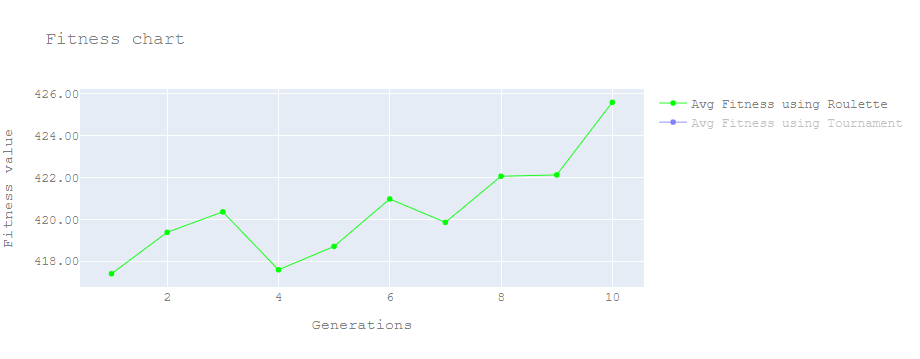 Fitness chart
426.00
424.00
422.00
420.00
418.00
Fitness value
2 4 6 8 10
Generations
Avg Fitness using Roulette
Avg Fitness using Tournament